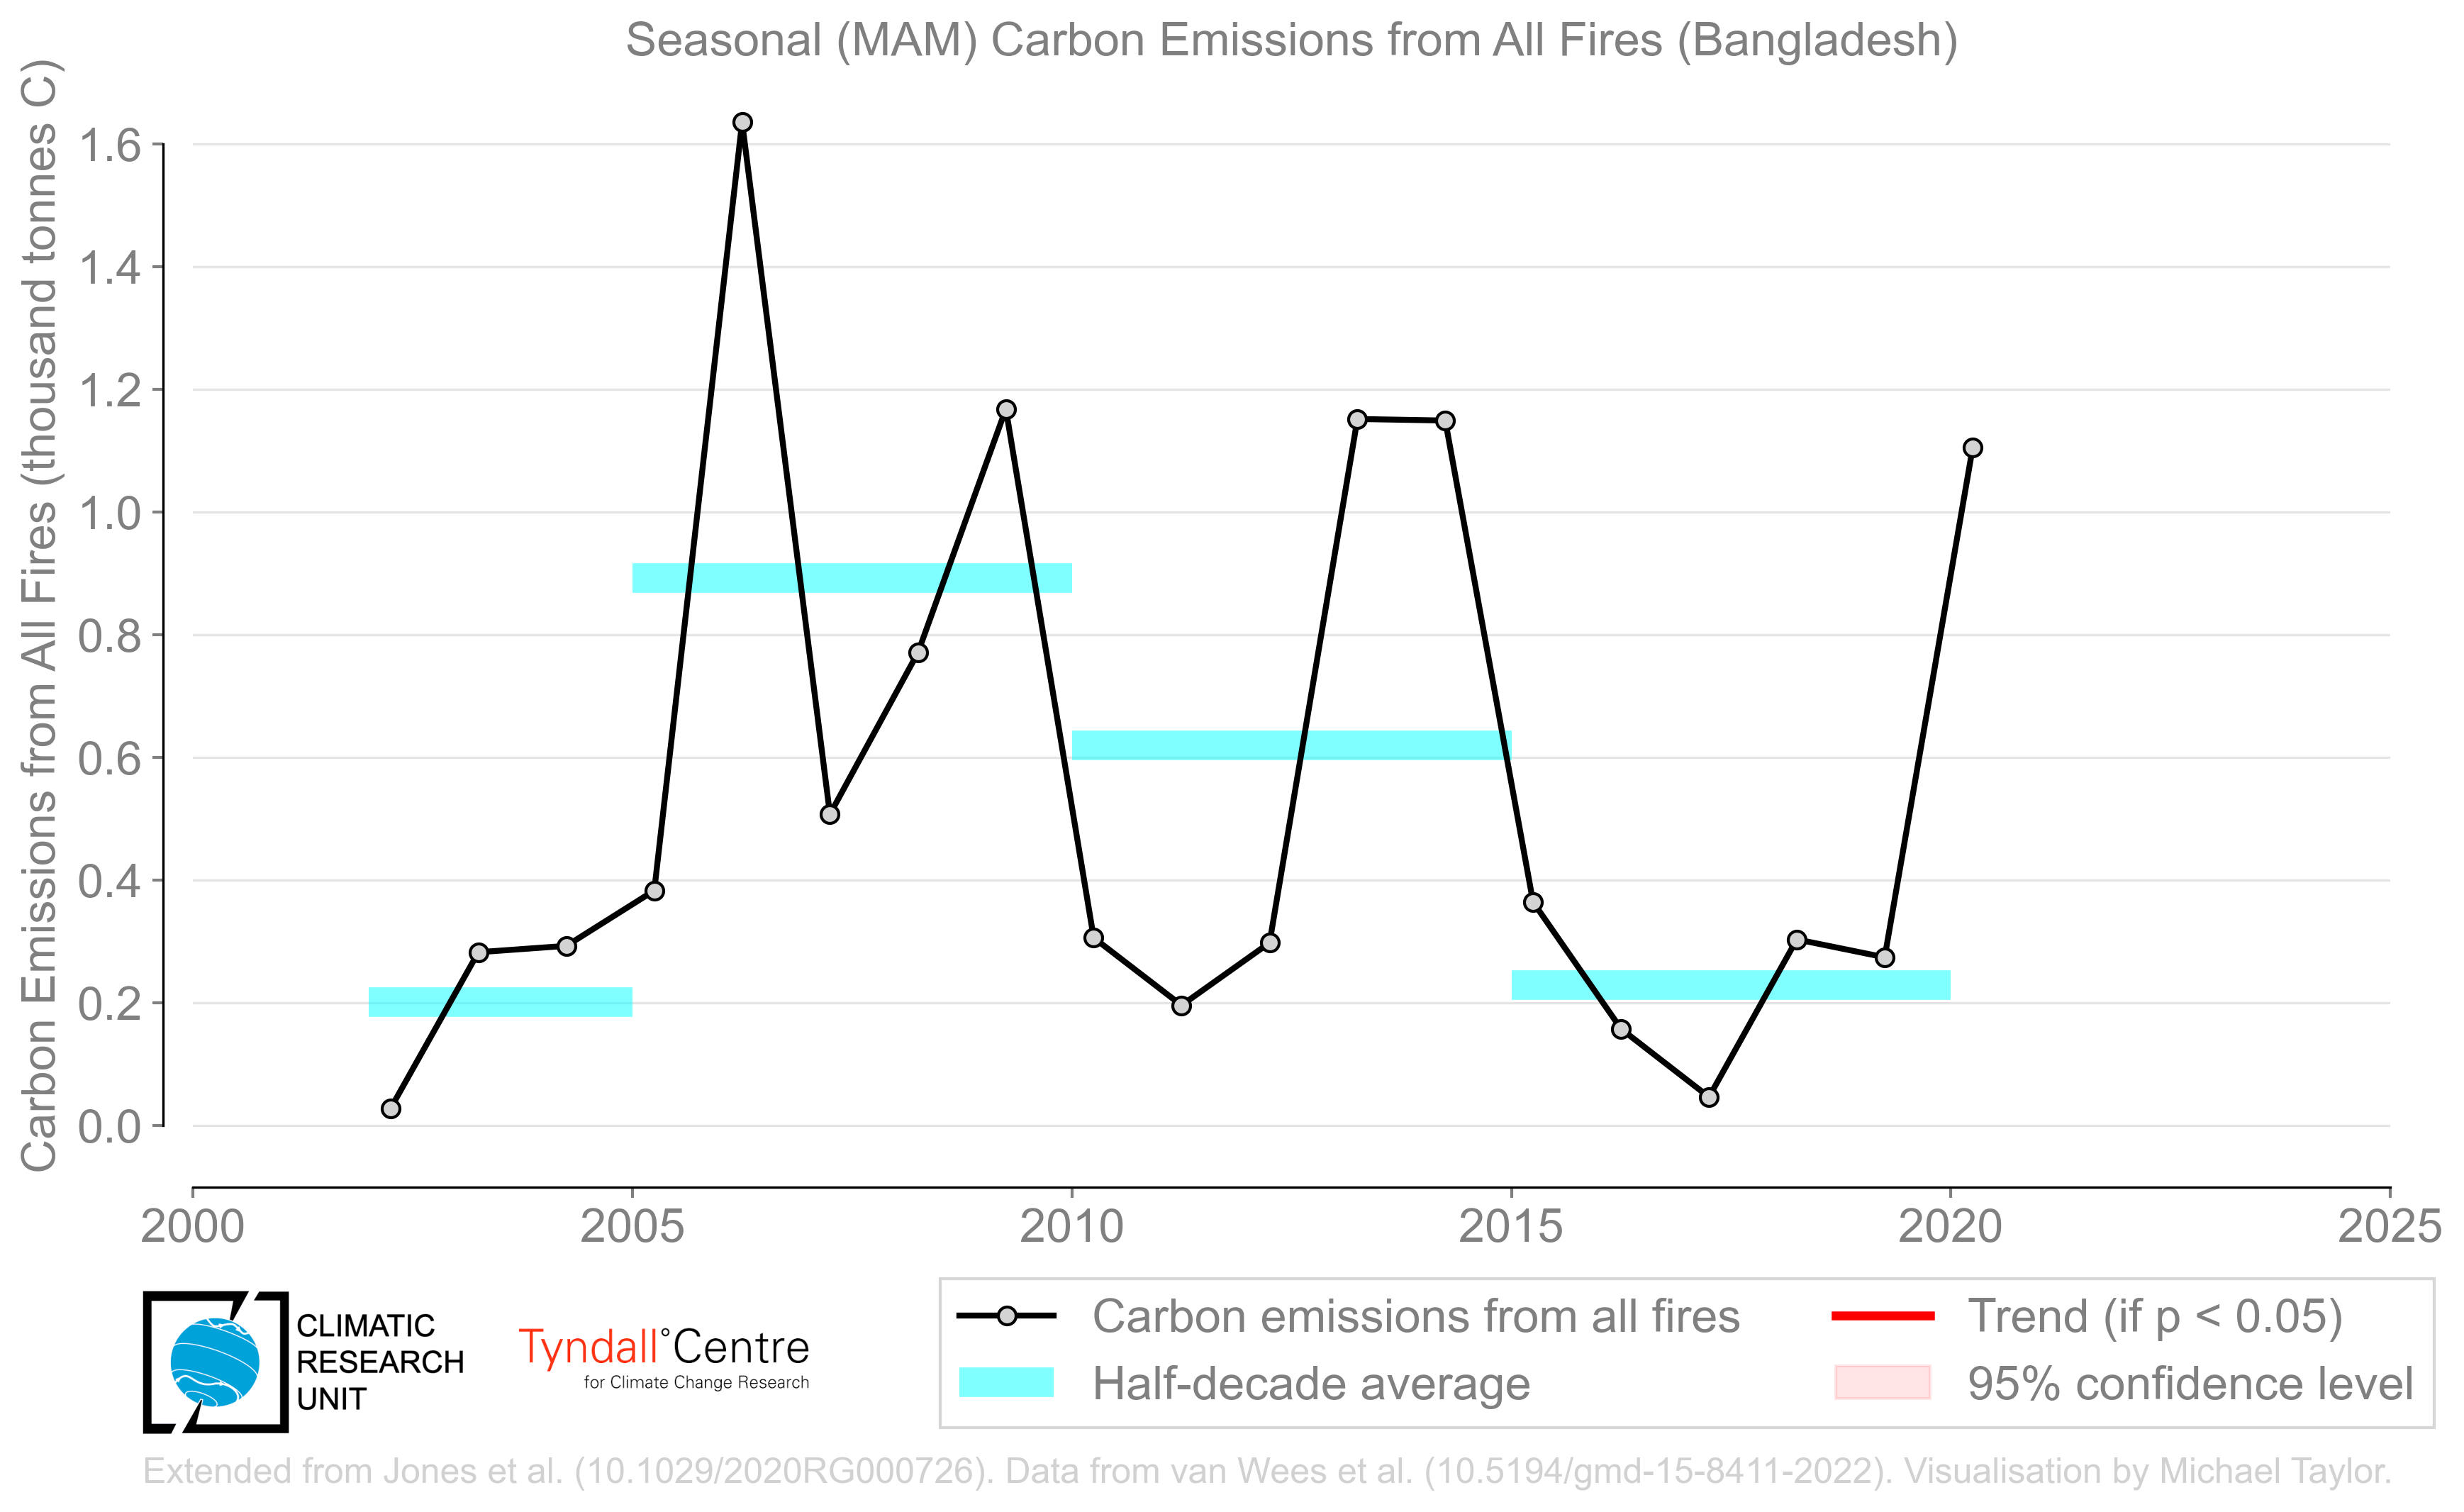 Seasonal (MAM) Carbon Emissions from All Fires (Bangladesh)
Carbon Emissions from All Fires (thousand tonnes C)
1.6
1.4
1.2
1.0
0.8
0.6
0.4
0.2
0.0
2000 2005 2010 2015 2020 2025
CLIMATIC
RESEARCH
UNIT
Tyndall°Centre
for Climate Change Research
Carbon emissions from all fires
Half-decade average
Trend (if p < 0.05)
95% confidence level
Extended from Jones et al. (10.1029/2020RG000726). Data from van Wees et al. (10.5194/gmd-15-8411-2022). Visualisation by Michael Taylor.